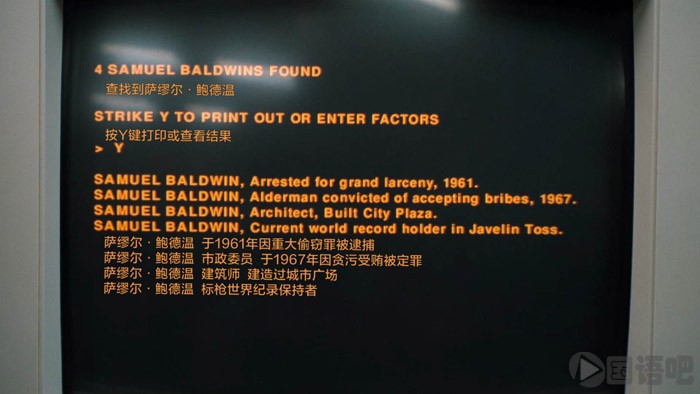 4 SAMUEL BALDWINS FOUND
查找到萨缪尔·鲍德温
STRIKE Y TO PRINT OUT OR ENTER FACTORS
按Y键打印或查看结果
> Y
SAMUEL BALDWIN, Arrested for grand larceny, 1961.
SAMUEL BALDWIN, Alderman convicted of accepting bribes, 1967.
SAMUEL BALDWIN, Architect, Built City Plaza.
SAMUEL BALDWIN, Current world record holder in Javelin Toss.
萨缪尔·鲍德温 于1961年因重大偷窃罪被逮捕
萨缪尔·鲍德温 市政委员 于1967年因贪污受贿被定罪
萨缪尔·鲍德温 建筑师 建造过城市广场
萨缪尔·鲍德温 标枪世界纪录保持者
国语吧